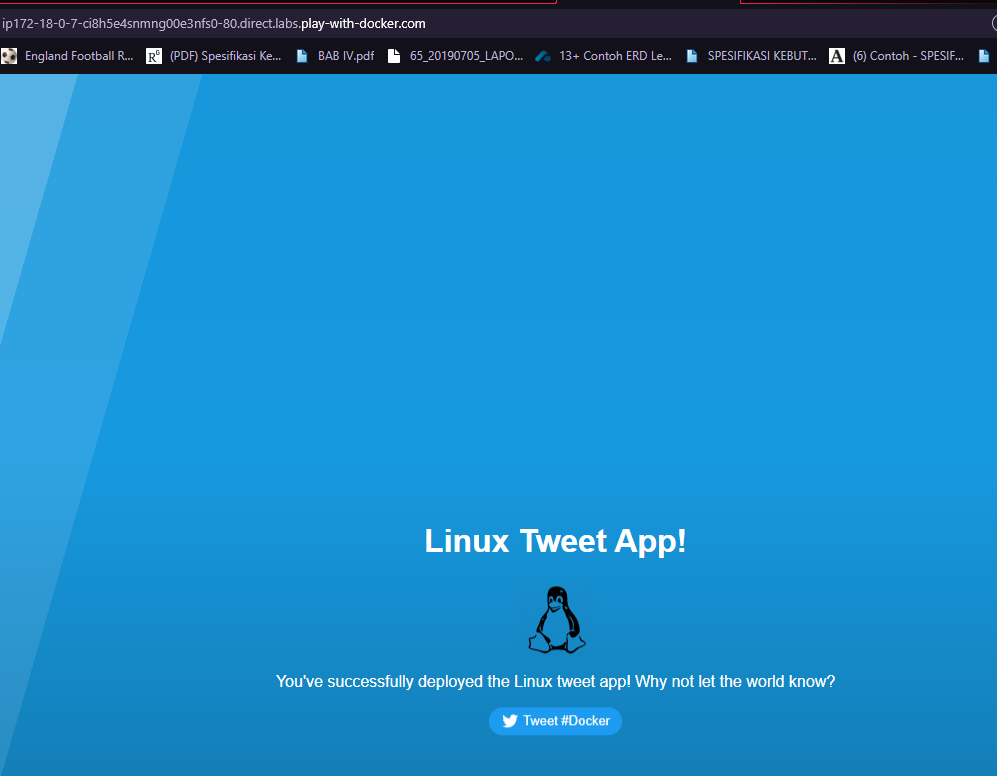 ip172-18-0-7-ci8h5e4snmng00e3nfs0-80.direct.labs.play-with-docker.com
England Football R... R⁶ (PDF) Spesifikasi Ke... BAB IV.pdf 65_20190705_LAPO... 13+ Contoh ERD Le... SPESIFIKASI KEBUT... A (6) Contoh - SPESIF...
Linux Tweet App!
You've successfully deployed the Linux tweet app! Why not let the world know?
Tweet #Docker